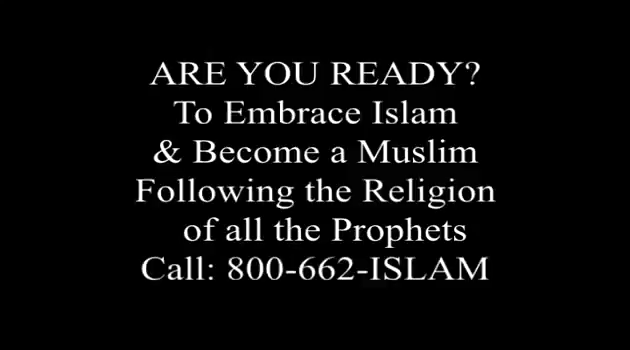 ARE YOU READY?
To Embrace Islam
& Become a Muslim
Following the Religion
of all the Prophets
Call: 800-662-ISLAM